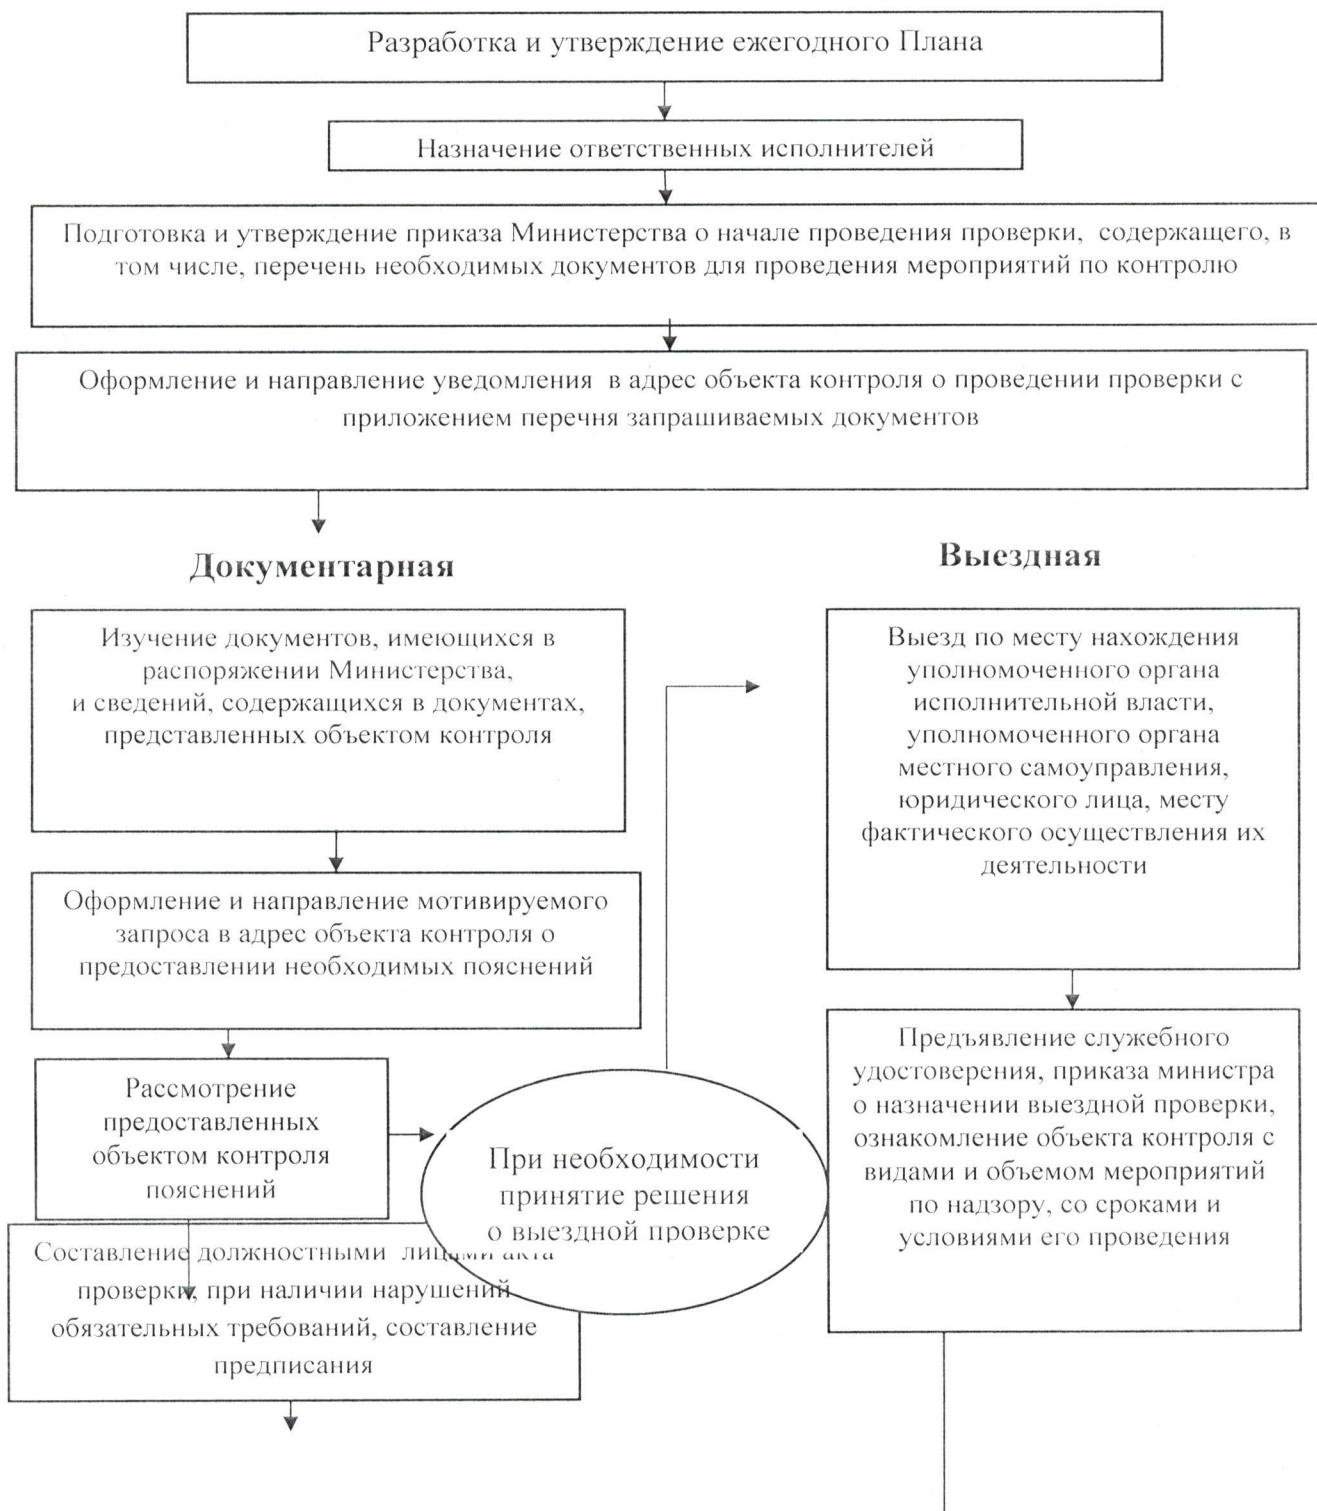 Разработка и утверждение ежегодного Плана
Назначение ответственных исполнителей
Подготовка и утверждение приказа Министерства о начале проведения проверки, содержащего, в
том числе, перечень необходимых документов для проведения мероприятий по контролю
Оформление и направление уведомления в адрес объекта контроля о проведении проверки с
приложением перечня запрашиваемых документов
Документарная
Изучение документов, имеющихся в
распоряжении Министерства,
и сведений, содержащихся в документах,
представленных объектом контроля
Оформление и направление мотивируемого
запроса в адрес объекта контроля о
предоставлении необходимых пояснений
Рассмотрение
предоставленных
объектом контроля
пояснений
При необходимости
принятие решения
о выездной проверке
Составление должностными лицами акта
проверки, при наличии нарушений
обязательных требований, составление
предписания
Выездная
Выезд по месту нахождения
уполномоченного органа
исполнительной власти,
уполномоченного органа
местного самоуправления,
юридического лица, месту
фактического осуществления их
деятельности
Предъявление служебного
удостоверения, приказа министра
о назначении выездной проверки,
ознакомление объекта контроля с
видами и объемом мероприятий
по надзору, со сроками и
условиями его проведения